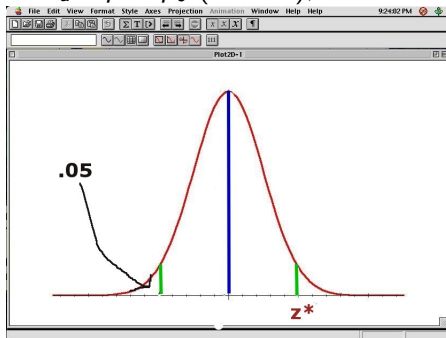 File Edit View Format Style Axes Projection Animation Window Help Help 9:24:02 PM
Plot2D-1
.05
z*